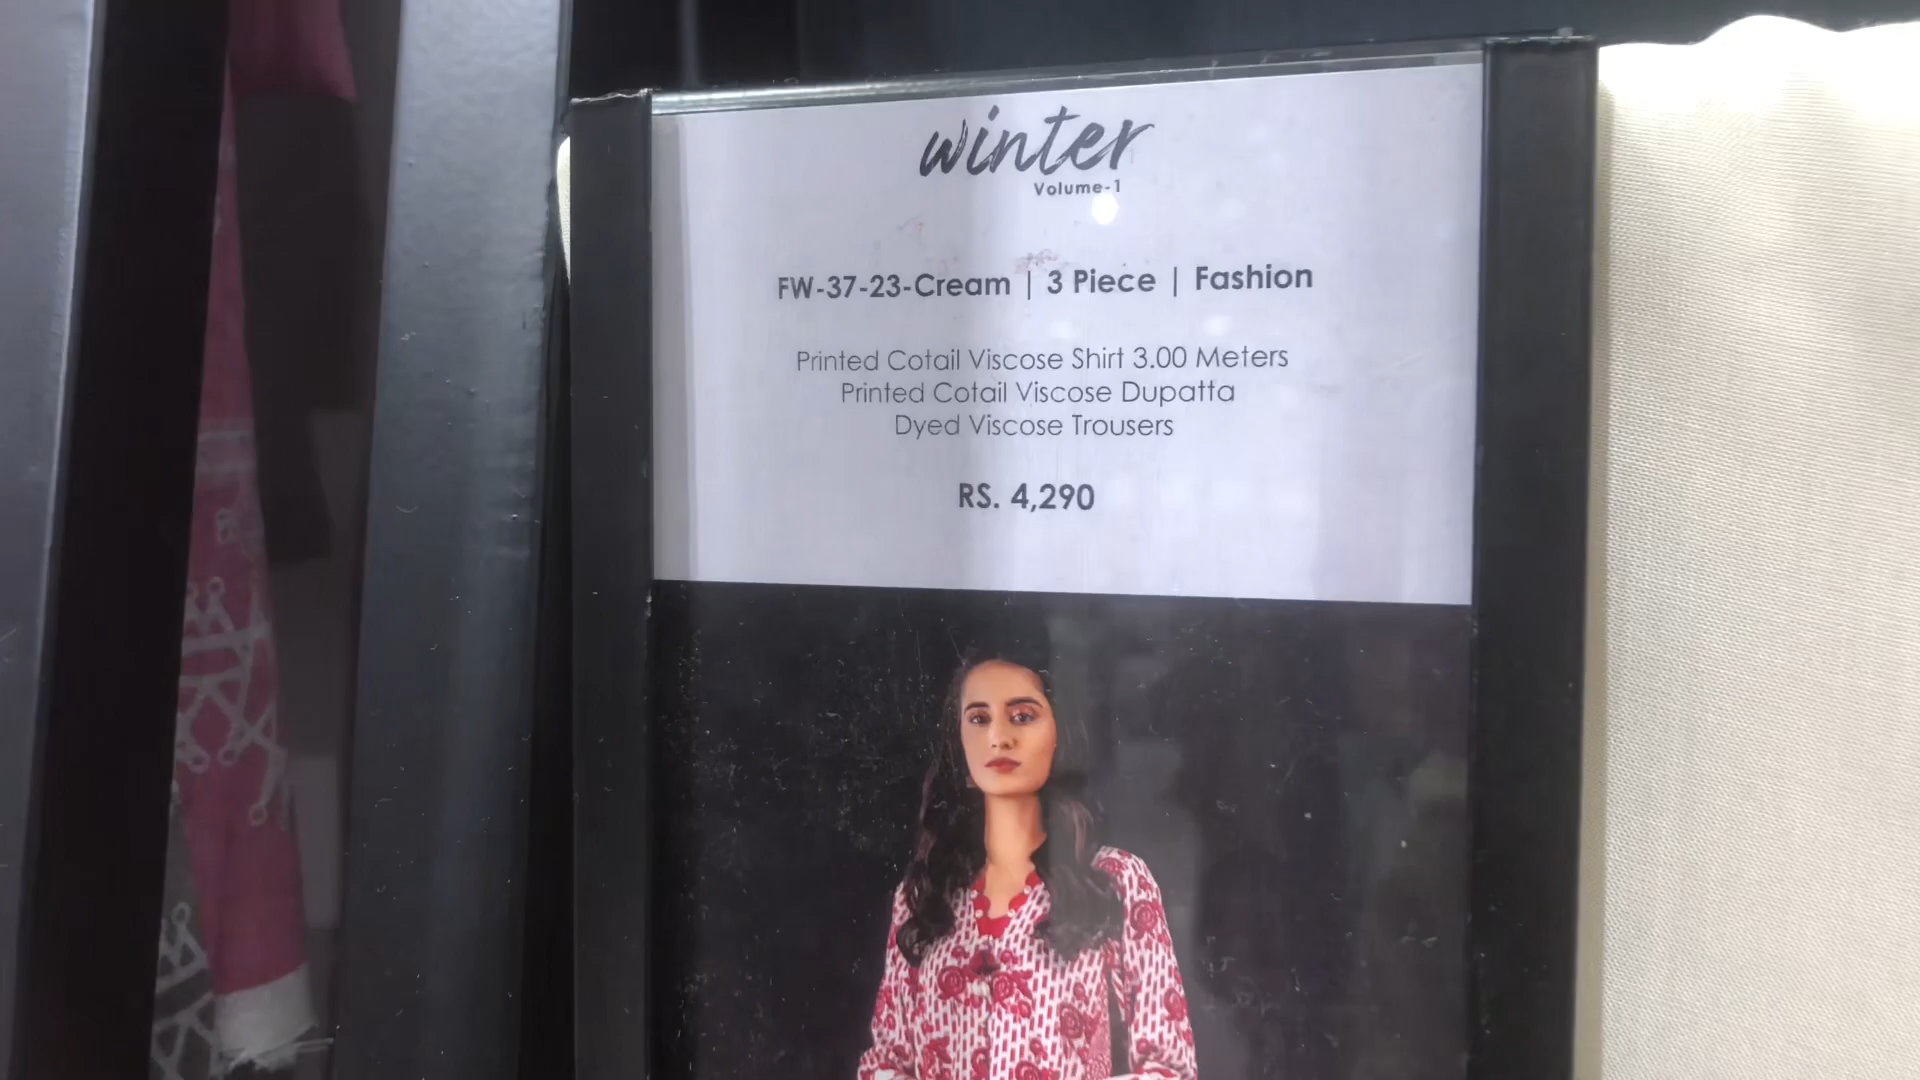 winter
Volume-1
FW-37-23-Cream | 3 Piece | Fashion
Printed Cotail Viscose Shirt 3.00 Meters
Printed Cotail Viscose Dupatta
Dyed Viscose Trousers
RS. 4,290